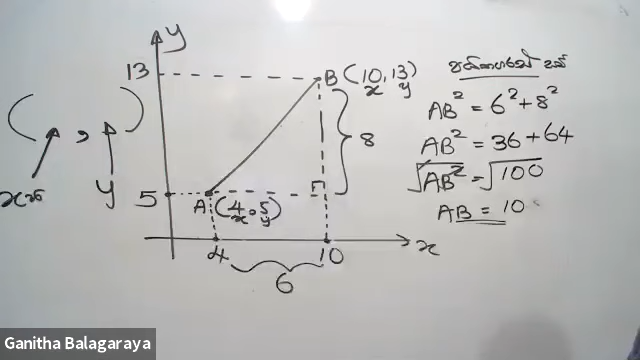 y
13
B (10, 13)
x y
8
( , )
y
5
A (4, 5)
x y
4
10
x
6
AB² = 6² + 8²
AB² = 36 + 64
√AB² = √100
AB = 10
Ganitha Balagaraya